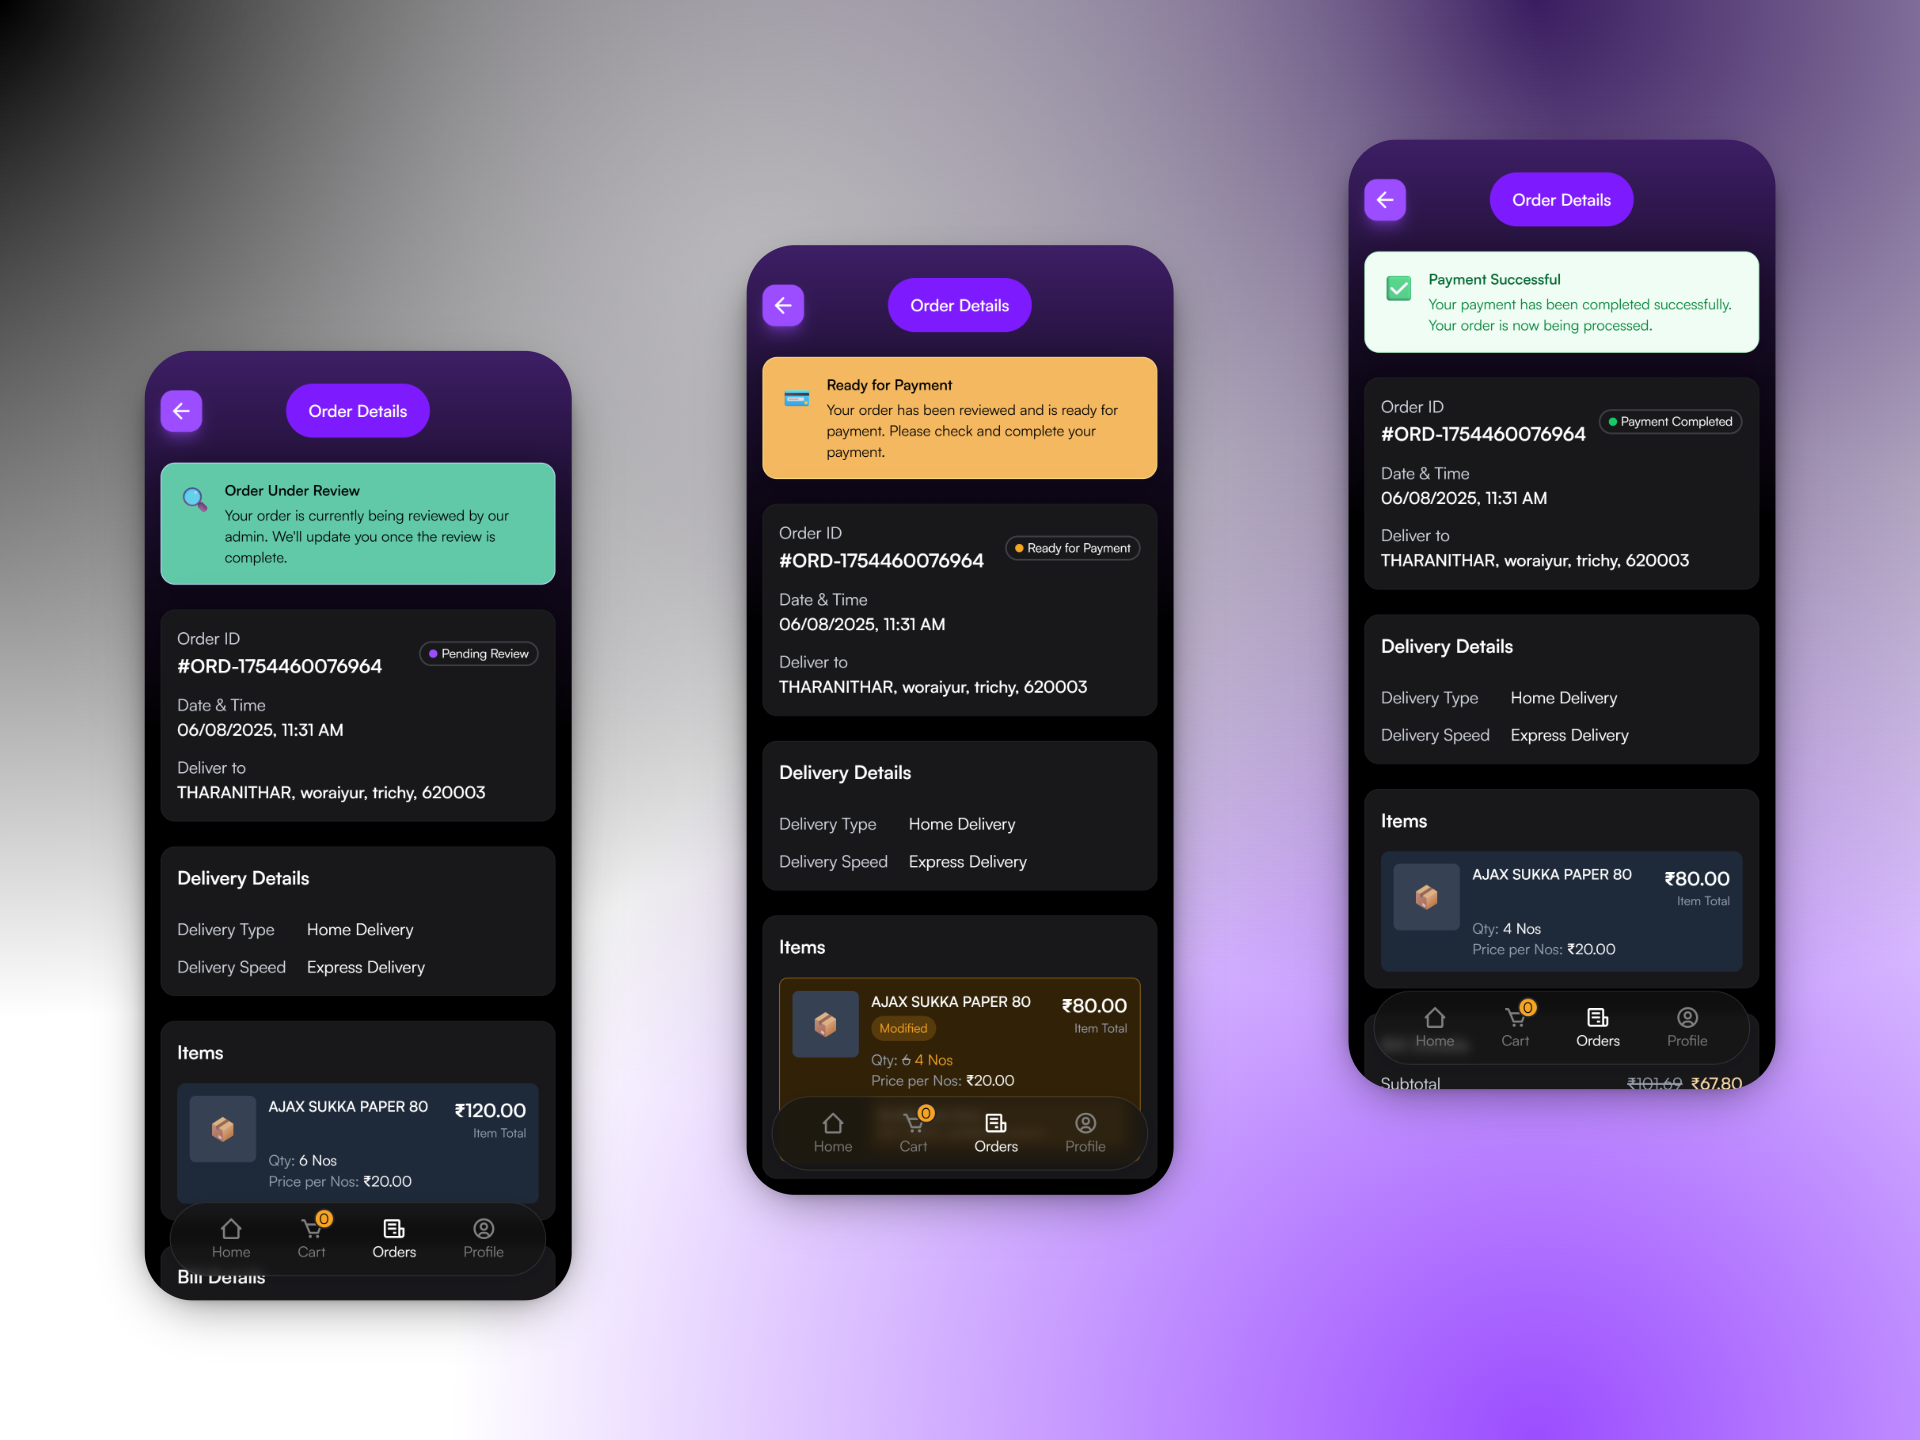 Order Details
Order Under Review
Your order is currently being reviewed by our
admin. We'll update you once the review is
complete.
Order ID
#ORD-1754460076964
Pending Review
Date & Time
06/08/2025, 11:31 AM
Deliver to
THARANITHAR, woraiyur, trichy, 620003
Delivery Details
Delivery Type Home Delivery
Delivery Speed Express Delivery
Items
AJAX SUKKA PAPER 80 ₹120.00
Item Total
Qty: 6 Nos
Price per Nos: ₹20.00
0
Home Cart Orders Profile
Bill Details
Order Details
Ready for Payment
Your order has been reviewed and is ready for
payment. Please check and complete your
payment.
Order ID
#ORD-1754460076964
Ready for Payment
Date & Time
06/08/2025, 11:31 AM
Deliver to
THARANITHAR, woraiyur, trichy, 620003
Delivery Details
Delivery Type Home Delivery
Delivery Speed Express Delivery
Items
AJAX SUKKA PAPER 80 ₹80.00
Modified Item Total
Qty: 6 4 Nos
Price per Nos: ₹20.00
0
Home Cart Orders Profile
Order Details
Payment Successful
Your payment has been completed successfully.
Your order is now being processed.
Order ID
#ORD-1754460076964
Payment Completed
Date & Time
06/08/2025, 11:31 AM
Deliver to
THARANITHAR, woraiyur, trichy, 620003
Delivery Details
Delivery Type Home Delivery
Delivery Speed Express Delivery
Items
AJAX SUKKA PAPER 80 ₹80.00
Item Total
Qty: 4 Nos
Price per Nos: ₹20.00
0
Home Cart Orders Profile
Subtotal ₹101.69 ₹67.80